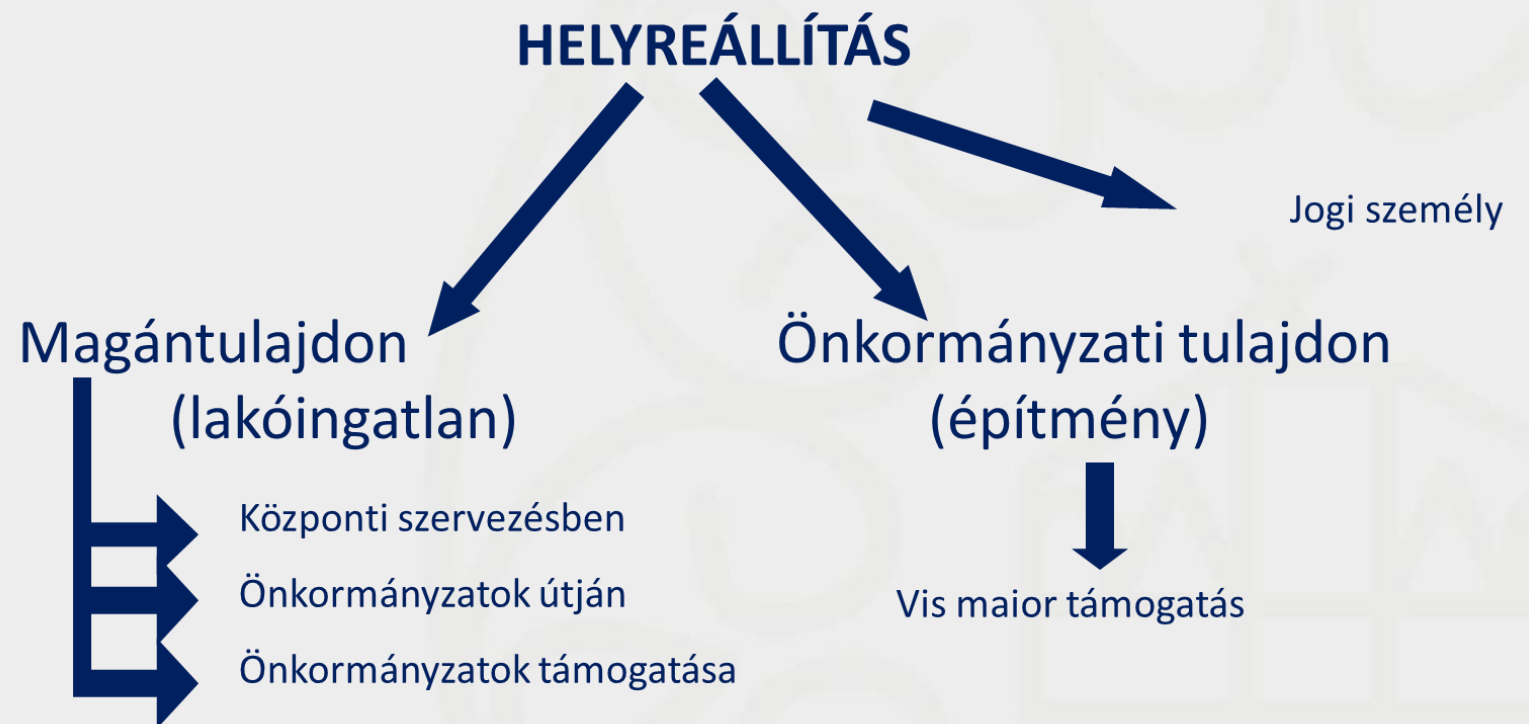 HELYREÁLLÍTÁS
Jogi személy
Magántulajdon
(lakóingatlan)
Központi szervezésben
Önkormányzatok útján
Önkormányzatok támogatása
Önkormányzati tulajdon
(építmény)
Vis maior támogatás